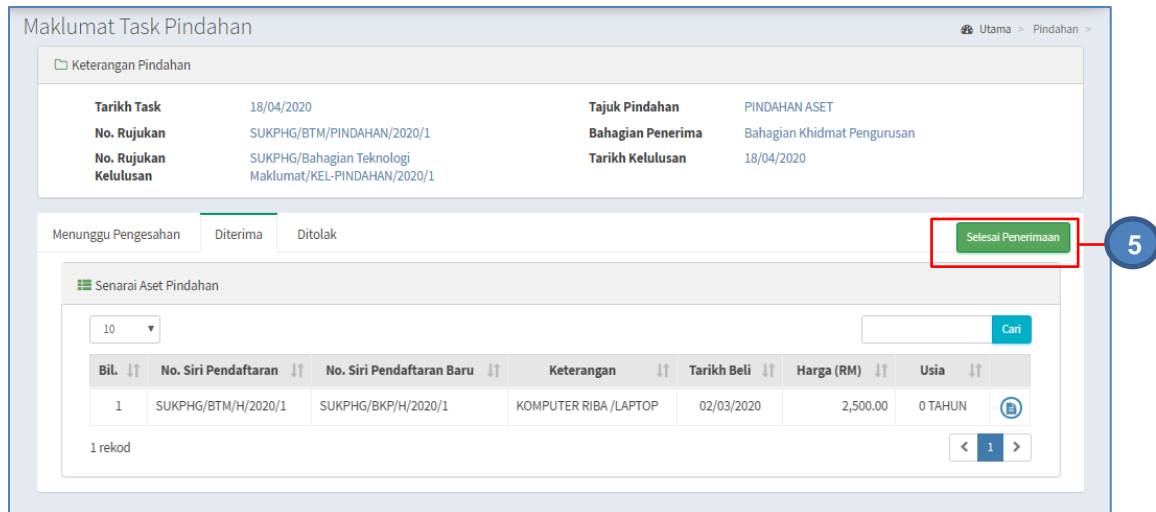 Maklumat Task Pindahan
Utama > Pindahan >
Keterangan Pindahan
Tarikh Task 18/04/2020 Tajuk Pindahan PINDAHAN ASET
No. Rujukan SUKPHG/BTM/PINDAHAN/2020/1 Bahagian Penerima Bahagian Khidmat Pengurusan
No. Rujukan SUKPHG/Bahagian Teknologi Tarikh Kelulusan 18/04/2020
Kelulusan Maklumat/KEL-PINDAHAN/2020/1
Menunggu Pengesahan Diterima Ditolak Selesai Penerimaan 5
Senarai Aset Pindahan
10 Cari
Bil. No. Siri Pendaftaran No. Siri Pendaftaran Baru Keterangan Tarikh Beli Harga (RM) Usia
1 SUKPHG/BTM/H/2020/1 SUKPHG/BKP/H/2020/1 KOMPUTER RIBA /LAPTOP 02/03/2020 2,500.00 0 TAHUN
1 rekod < 1 >